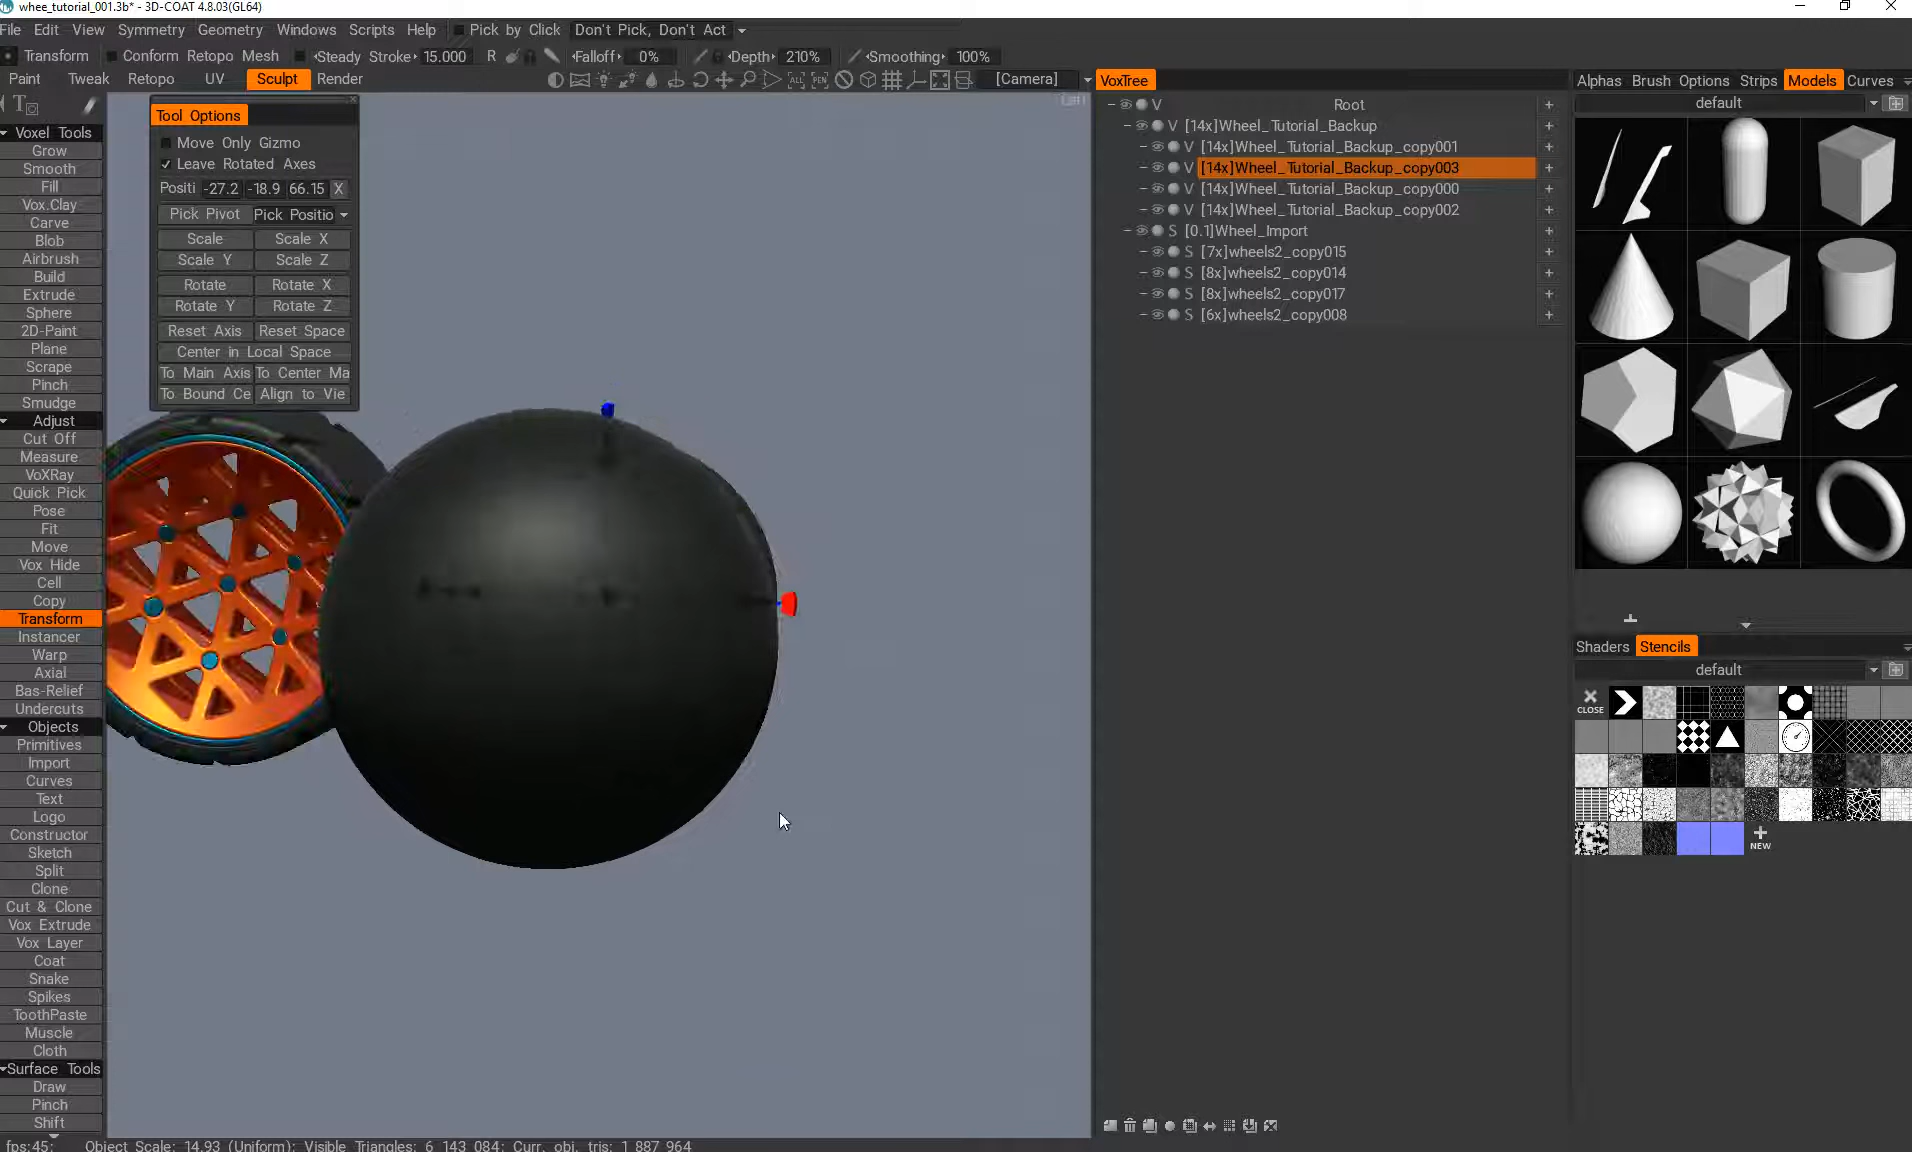 whee_tutorial_001.3b* - 3D-COAT 4.8.03(GL64)
File Edit View Symmetry Geometry Windows Scripts Help Pick by Click Don't Pick, Don't Act
Transform Conform Retopo Mesh Steady Stroke 15.000 R Falloff 0% Depth 210% Smoothing 100%
Paint Tweak Retopo UV Sculpt Render [Camera]
VoxTree
Alphas Brush Options Strips Models Curves
default
Tool Options
Move Only Gizmo
Leave Rotated Axes
Positi -27.2 -18.9 66.15 X
Pick Pivot Pick Positio
Scale Scale X
Scale Y Scale Z
Rotate Rotate X
Rotate Y Rotate Z
Reset Axis Reset Space
Center in Local Space
To Main Axis To Center Ma
To Bound Ce Align to Vie
Voxel Tools
Grow
Smooth
Fill
Vox.Clay
Carve
Blob
Airbrush
Build
Extrude
Sphere
2D-Paint
Plane
Scrape
Pinch
Smudge
Adjust
Cut Off
Measure
VoXRay
Quick Pick
Pose
Fit
Move
Vox Hide
Cell
Copy
Transform
Instancer
Warp
Axial
Bas-Relief
Undercuts
Objects
Primitives
Import
Curves
Text
Logo
Constructor
Sketch
Split
Clone
Cut & Clone
Vox Extrude
Vox Layer
Coat
Snake
Spikes
ToothPaste
Muscle
Cloth
Surface Tools
Draw
Pinch
Shift
V Root +
V [14x]Wheel_Tutorial_Backup +
V [14x]Wheel_Tutorial_Backup_copy001 +
V [14x]Wheel_Tutorial_Backup_copy003 +
V [14x]Wheel_Tutorial_Backup_copy000 +
V [14x]Wheel_Tutorial_Backup_copy002 +
S [0.1]Wheel_Import +
S [7x]wheels2_copy015 +
S [8x]wheels2_copy014 +
S [8x]wheels2_copy017 +
S [6x]wheels2_copy008 +
Shaders Stencils
default
CLOSE
NEW
fps:45; Object Scale: 14.93 (Uniform); Visible Triangles: 6 143 084; Curr. obj. tris: 1 887 964